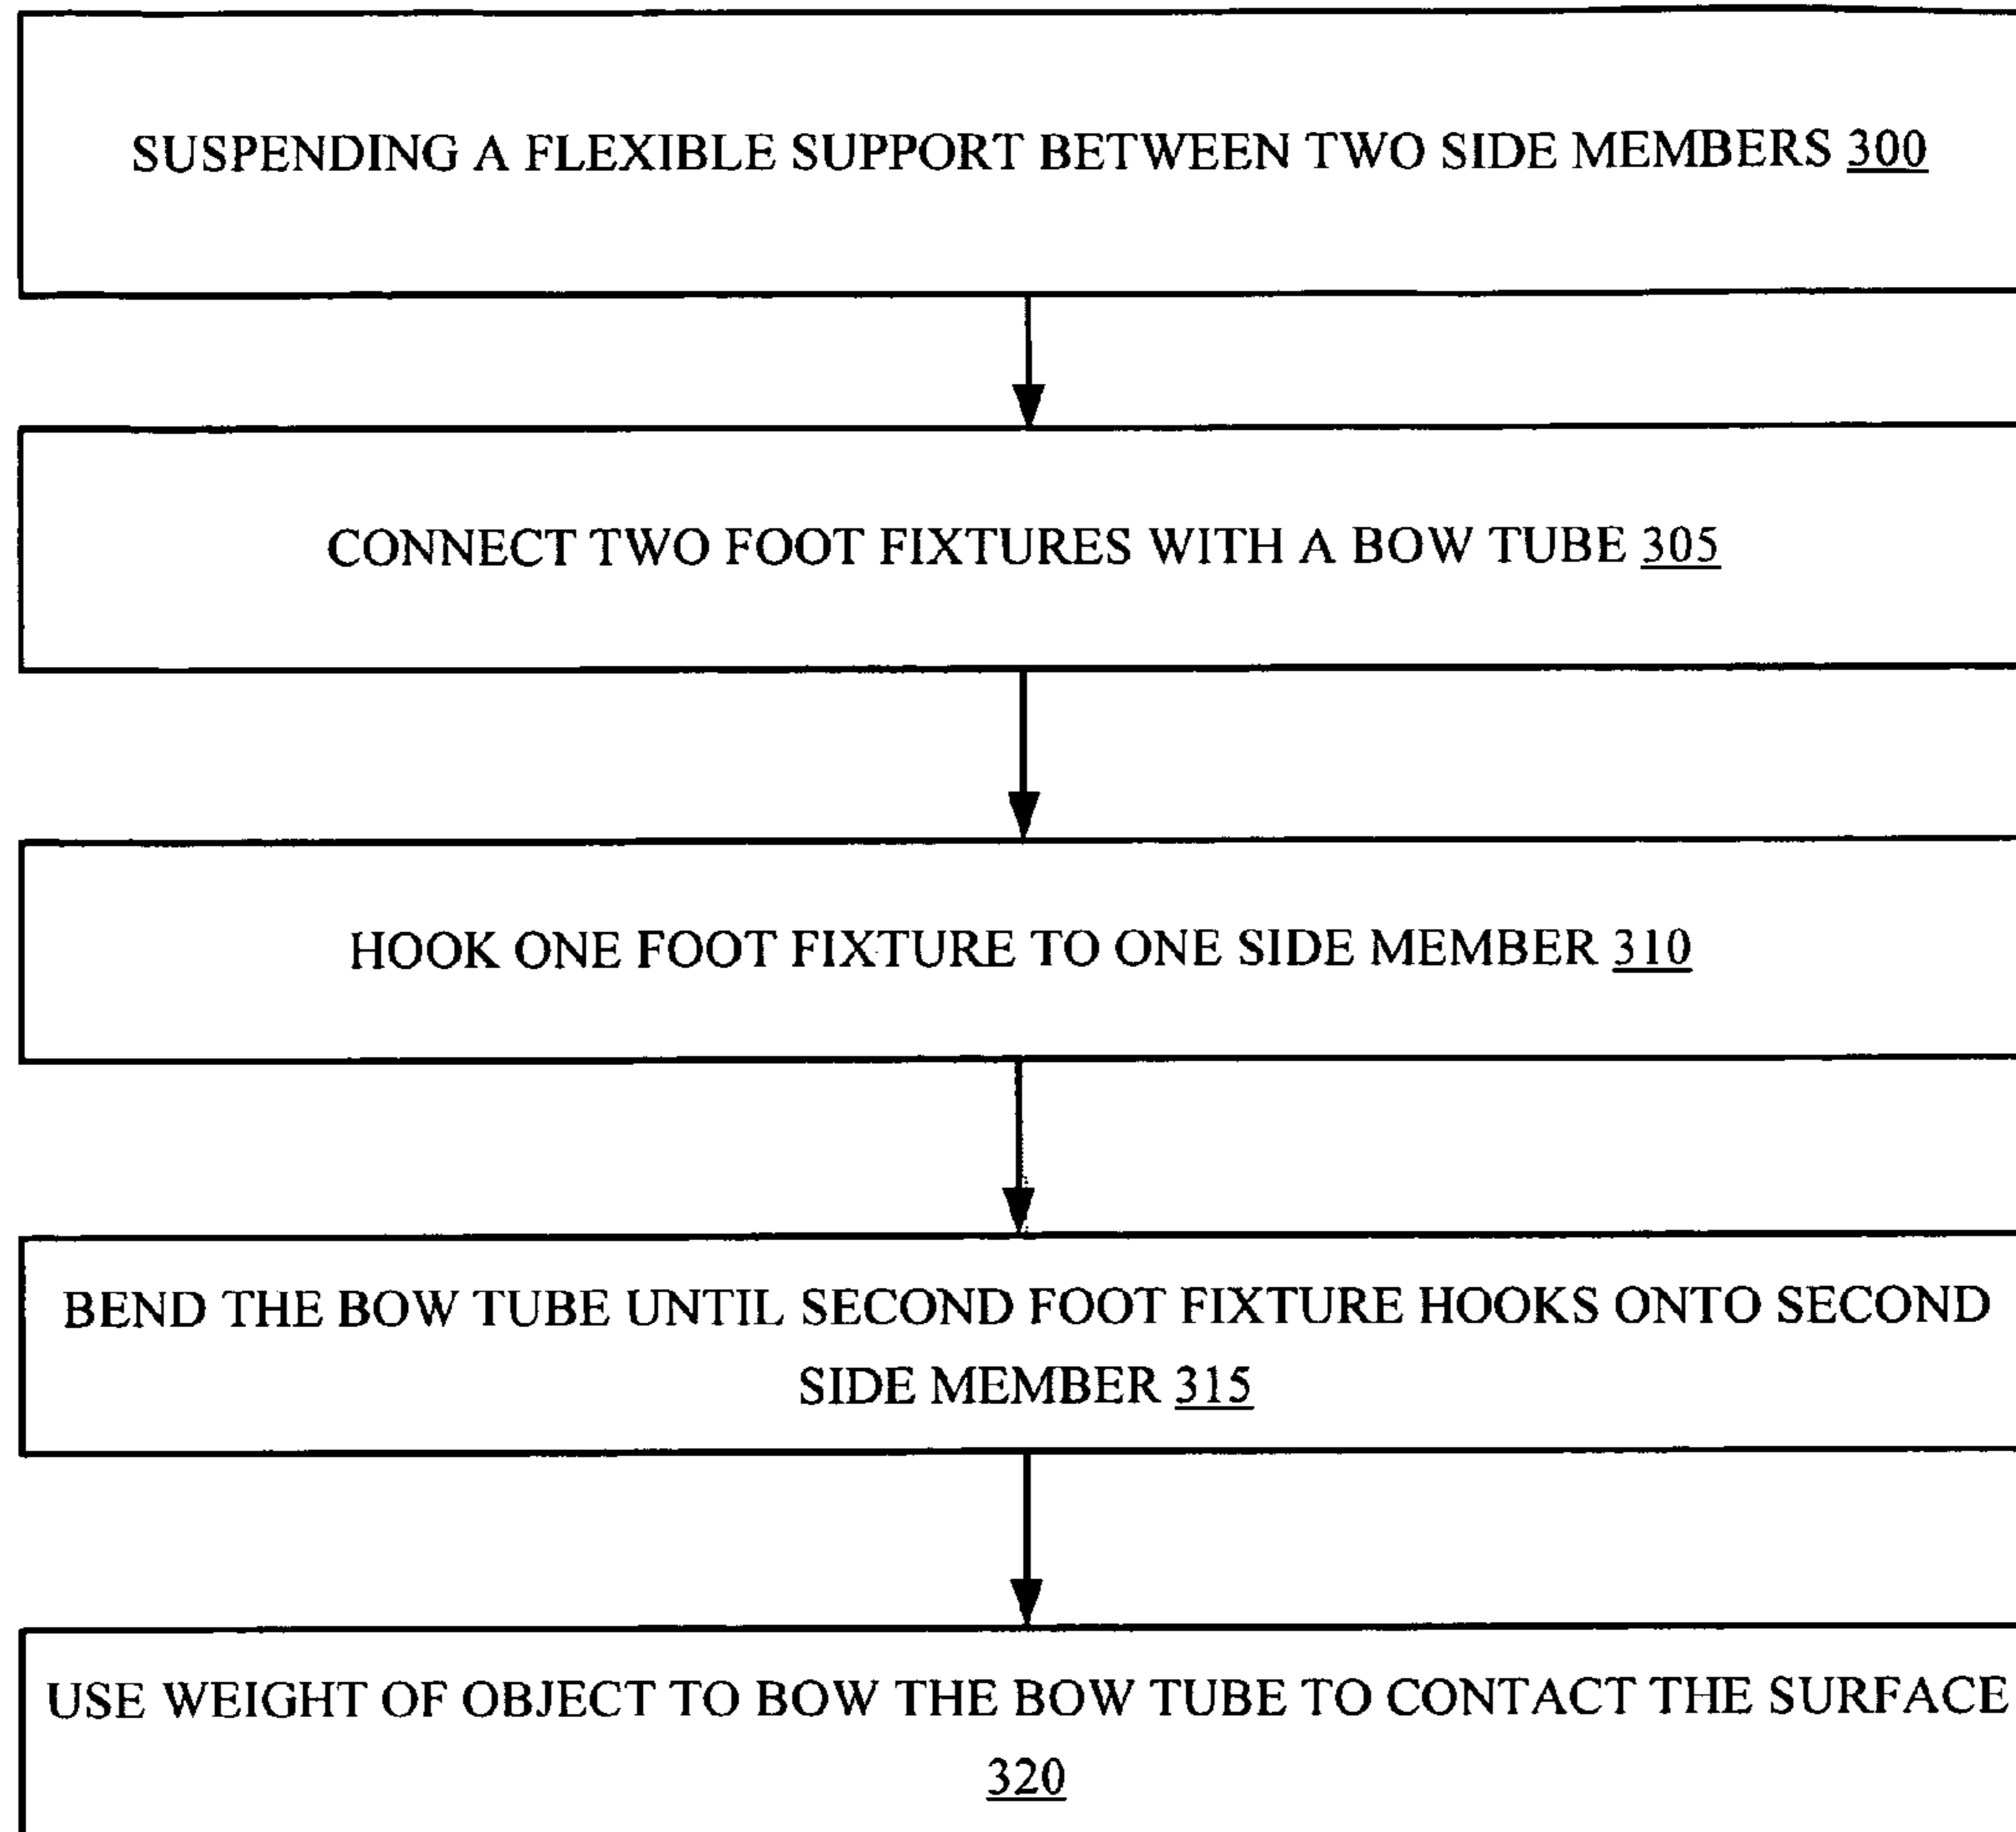 SUSPENDING A FLEXIBLE SUPPORT BETWEEN TWO SIDE MEMBERS 300
CONNECT TWO FOOT FIXTURES WITH A BOW TUBE 305
HOOK ONE FOOT FIXTURE TO ONE SIDE MEMBER 310
BEND THE BOW TUBE UNTIL SECOND FOOT FIXTURE HOOKS ONTO SECOND
SIDE MEMBER 315
USE WEIGHT OF OBJECT TO BOW THE BOW TUBE TO CONTACT THE SURFACE
320